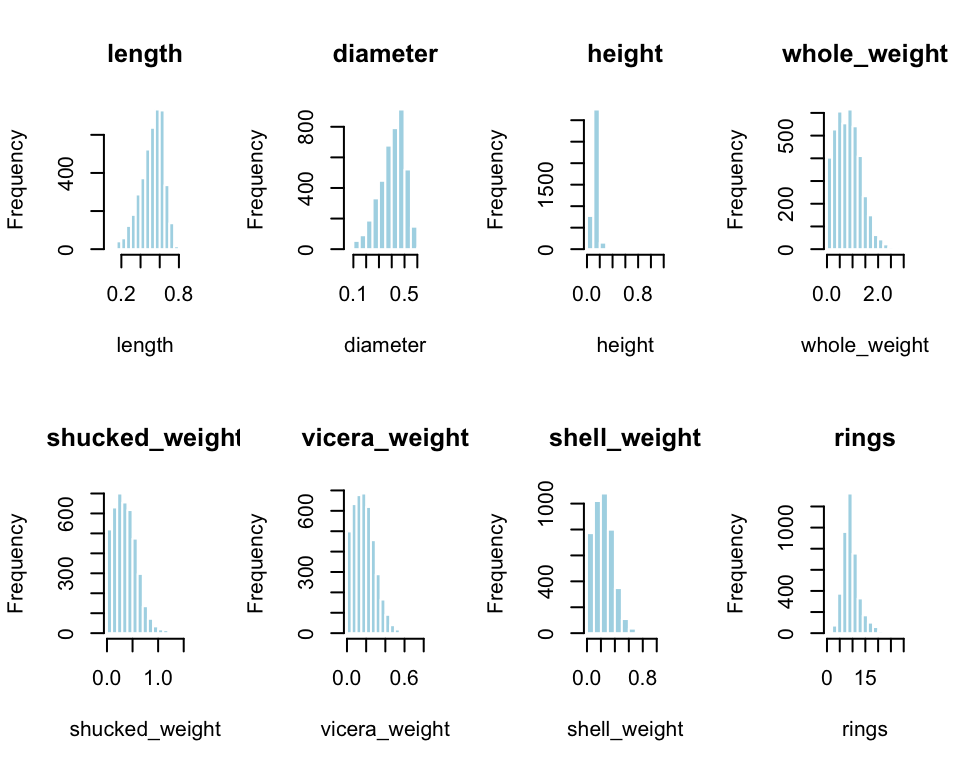 length
Frequency
0
400
0.2
0.8
length
diameter
Frequency
0
400
800
0.1
0.5
diameter
height
Frequency
0
1500
0.0
0.8
height
whole_weight
Frequency
0
200
500
0.0
2.0
whole_weight
shucked_weight
Frequency
0
300
600
0.0
1.0
shucked_weight
vicera_weight
Frequency
0
300
600
0.0
0.6
vicera_weight
shell_weight
Frequency
0
400
1000
0.0
0.8
shell_weight
rings
Frequency
0
400
1000
0
15
rings